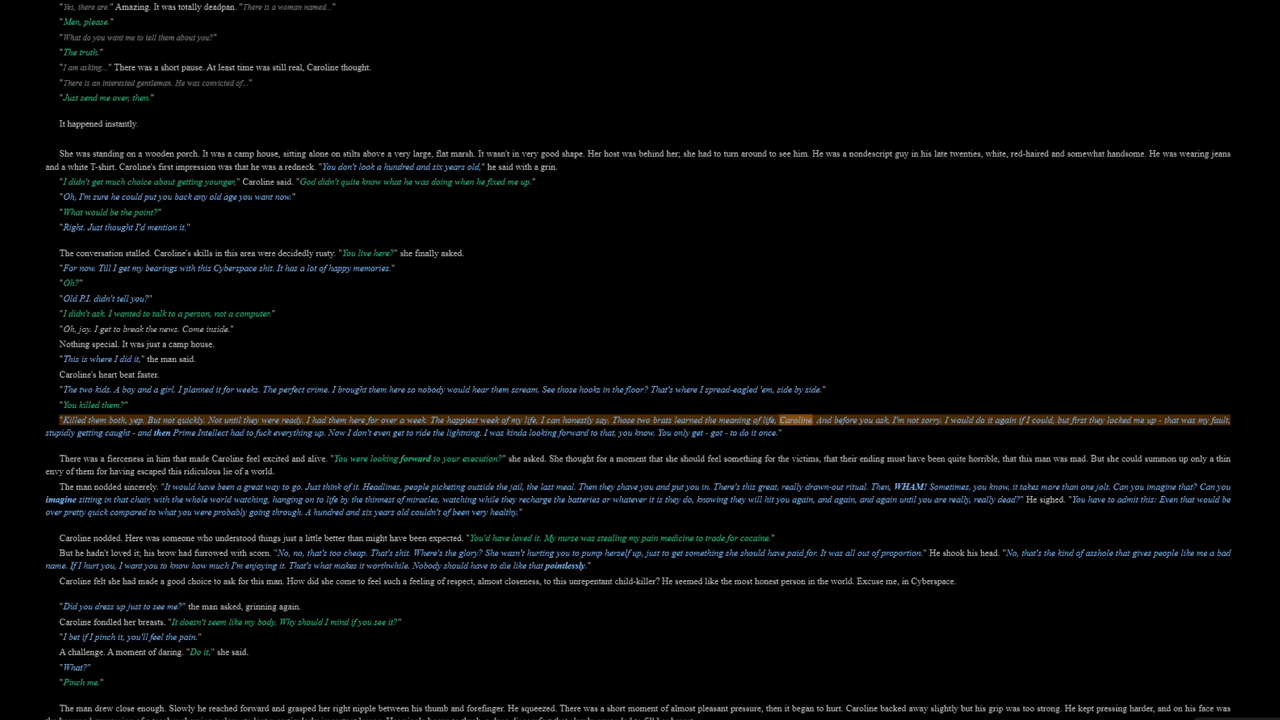 "Yes, there are." Amazing. It was totally deadpan. "There is a woman named..."
"Men, please."
"What do you want me to tell them about you?"
"The truth."
"I am asking..." There was a short pause. At least time was still real, Caroline thought.
"There is an interested gentleman. He was convicted of..."
"Just send me over, then."
It happened instantly.
She was standing on a wooden porch. It was a camp house, sitting alone on stilts above a very large, flat marsh. It wasn't in very good shape. Her host was behind her; she had to turn around to see him. He was a nondescript guy in his late twenties, white, red-haired and somewhat handsome. He was wearing jeans
and a white T-shirt. Caroline's first impression was that he was a redneck. "You don't look a hundred and six years old," he said with a grin.
"I didn't get much choice about getting younger," Caroline said. "God didn't quite know what he was doing when he fixed me up."
"Oh, I'm sure he could put you back any old age you want now."
"What would be the point?"
"Right. Just thought I'd mention it."
The conversation stalled. Caroline's skills in this area were decidedly rusty. "You live here?" she finally asked.
"For now. Till I get my bearings with this Cyberspace shit. It has a lot of happy memories."
"Oh?"
"Old P.I. didn't tell you?"
"I didn't ask. I wanted to talk to a person, not a computer."
"Oh, joy. I get to break the news. Come inside."
Nothing special. It was just a camp house.
"This is where I did it," the man said.
Caroline's heart beat faster.
"The two kids. A boy and a girl. I planned it for weeks. The perfect crime. I brought them here so nobody would hear them scream. See those hooks in the floor? That's where I spread-eagled 'em, side by side."
"You killed them?"
"Killed them both, yep. But not quickly. Not until they were ready. I had them here for over a week. The happiest week of my life, I can honestly say. Those two brats learned the meaning of life, Caroline. And before you ask, I'm not sorry. I would do it again if I could, but first they locked me up - that was my fault,
stupidly getting caught - and then Prime Intellect had to fuck everything up. Now I don't even get to ride the lightning. I was kinda looking forward to that, you know. You only get - got - to do it once."
There was a fierceness in him that made Caroline feel excited and alive. "You were looking forward to your execution?" she asked. She thought for a moment that she should feel something for the victims, that their ending must have been quite horrible, that this man was mad. But she could summon up only a thin
envy of them for having escaped this ridiculous lie of a world.
The man nodded sincerely. "It would have been a great way to go. Just think of it. Headlines, people picketing outside the jail, the last meal. Then they shave you and put you in. There's this great, really drawn-out ritual. Then, WHAM! Sometimes, you know, it takes more than one jolt. Can you imagine that? Can you
imagine sitting in that chair, with the whole world watching, hanging on to life by the thinnest of miracles, watching while they recharge the batteries or whatever it is they do, knowing they will hit you again, and again, and again until you are really, really dead?" He sighed. "You have to admit this: Even that would be
over pretty quick compared to what you were probably going through. A hundred and six years old couldn't of been very healthy."
Caroline nodded. Here was someone who understood things just a little better than might have been expected. "You'd have loved it. My nurse was stealing my pain medicine to trade for cocaine."
But he hadn't loved it; his brow had furrowed with scorn. "No, no, that's too cheap. That's shit. Where's the glory? She wasn't hurting you to pump herself up, just to get something she should have paid for. It was all out of proportion." He shook his head. "No, that's the kind of asshole that gives people like me a bad
name. If I hurt you, I want you to know how much I'm enjoying it. That's what makes it worthwhile. Nobody should have to die like that pointlessly."
Caroline felt she had made a good choice to ask for this man. How did she come to feel such a feeling of respect, almost closeness, to this unrepentant child-killer? He seemed like the most honest person in the world. Excuse me, in Cyberspace.
"Did you dress up just to see me?" the man asked, grinning again.
Caroline fondled her breasts. "It doesn't seem like my body. Why should I mind if you see it?"
"I bet if I pinch it, you'll feel the pain."
A challenge. A moment of daring. "Do it," she said.
"What?"
"Pinch me."
The man drew close enough. Slowly he reached forward and grasped her right nipple between his thumb and forefinger. He squeezed. There was a short moment of almost pleasant pressure, then it began to hurt. Caroline backed away slightly but his grip was too strong. He kept pressing harder, and on his face was